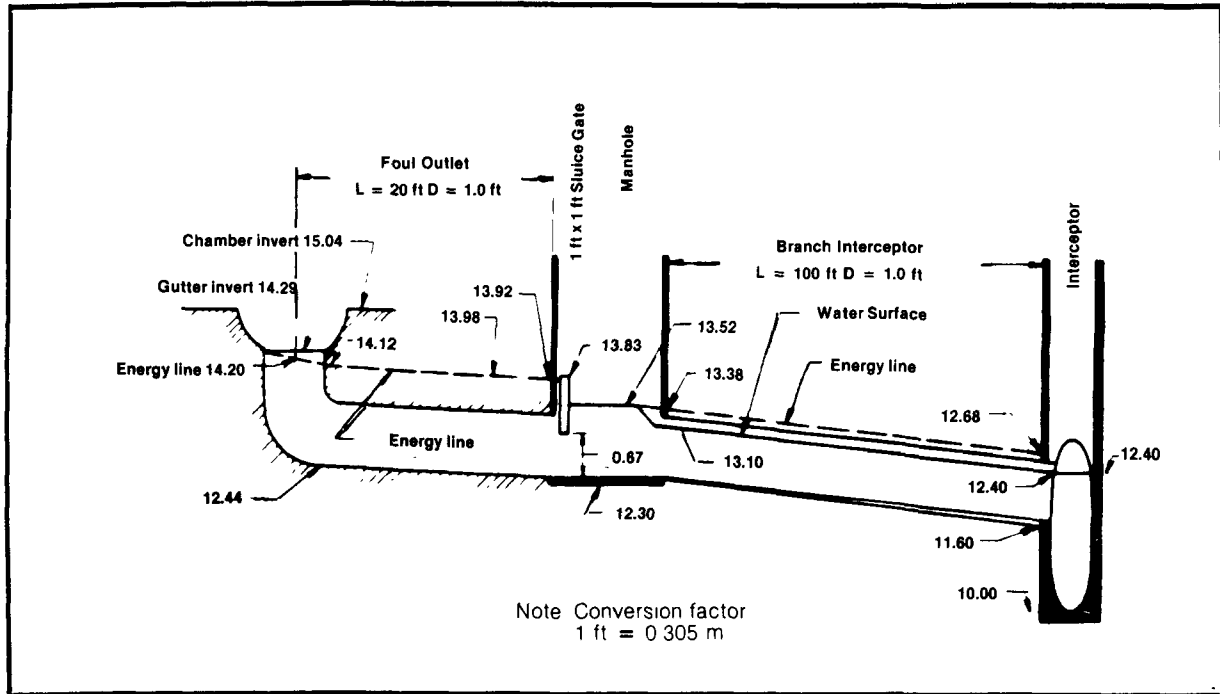 Foul Outlet
L = 20 ft D = 1.0 ft
1 ft x 1 ft Sluice Gate
Manhole
Branch Interceptor
L = 100 ft D = 1.0 ft
Interceptor
Chamber invert 15.04
Gutter invert 14.29
13.92
13.98
13.83
13.52
Water Surface
14.12
Energy line 14.20
13.38
Energy line
12.68
Energy line
0.67
13.10
12.40
12.40
12.44
12.30
11.60
10.00
Note Conversion factor
1 ft = 0 305 m